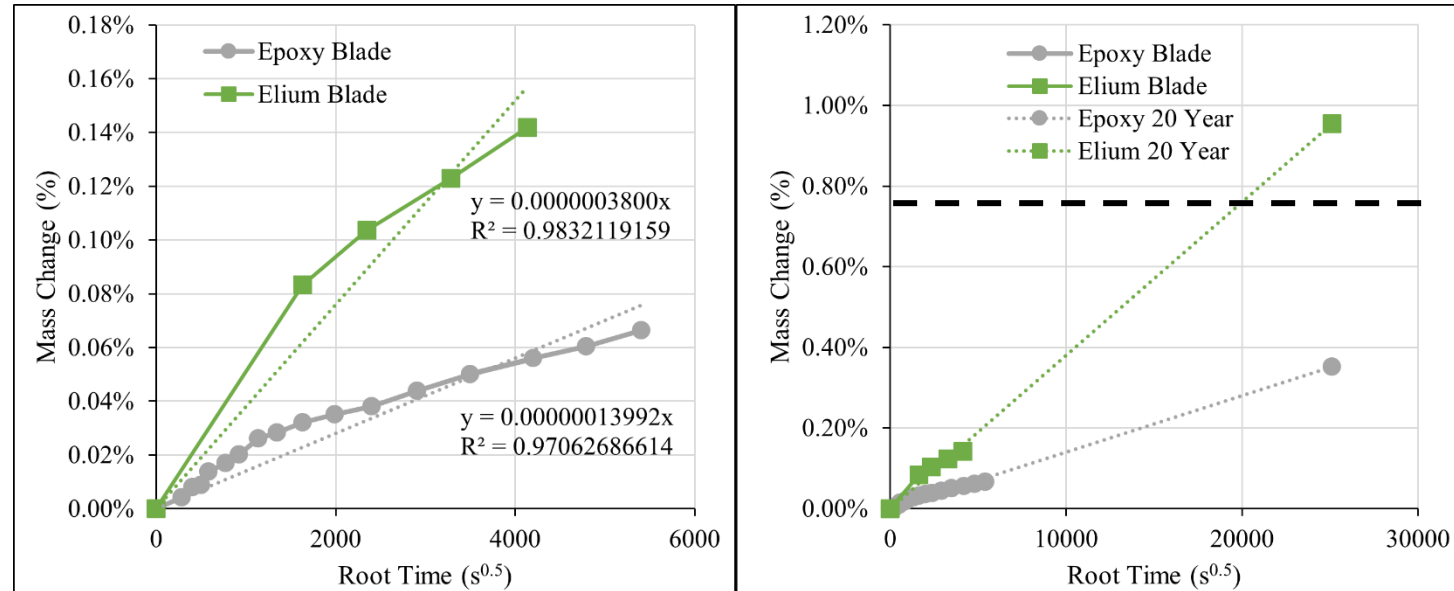 0.18%
0.16%
0.14%
0.12%
0.10%
0.08%
0.06%
0.04%
0.02%
0.00%
Mass Change (%)
Epoxy Blade
Elium Blade
y = 0.0000003800x
R² = 0.9832119159
y = 0.00000013992x
R² = 0.97062686614
0 2000 4000 6000
Root Time (s^0.5)
1.20%
1.00%
0.80%
0.60%
0.40%
0.20%
0.00%
Mass Change (%)
Epoxy Blade
Elium Blade
Epoxy 20 Year
Elium 20 Year
0 10000 20000 30000
Root Time (s^0.5)